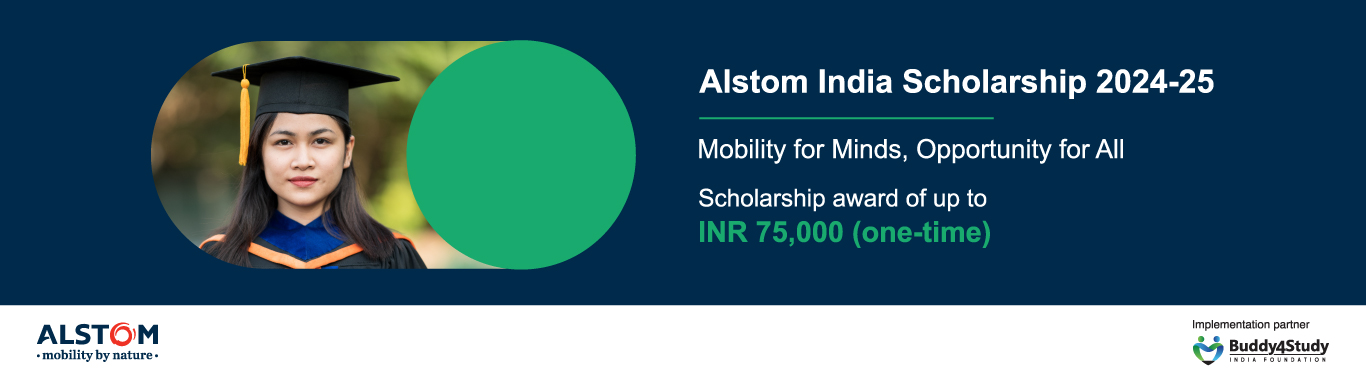 Alstom India Scholarship 2024-25
Mobility for Minds, Opportunity for All
Scholarship award of up to
INR 75,000 (one-time)
ALSTOM
• mobility by nature •
Implementation partner
Buddy4Study
INDIA FOUNDATION